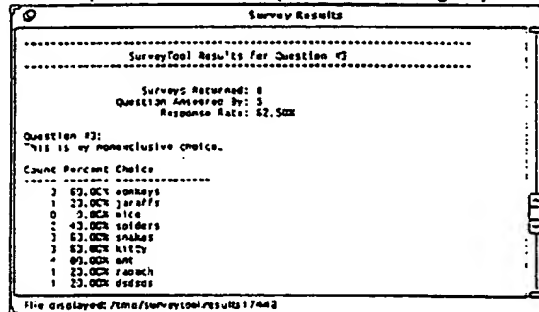 Survey Results
SurveyTool Results for Question #3
Surveys Returned: 8
Question Answered By: 5
Response Rate: 62.50%
Question #3:
This is my nonexclusive choice.
Count Percent Choice
3 60.00% monkeys
1 20.00% giraffs
0 0.00%
2 40.00% spiders
3 60.00% snakes
3 60.00% kitty
4 80.00% ant
1 20.00%
1 20.00% dsdsds
File displayed: /tmp/surveytool.results17442